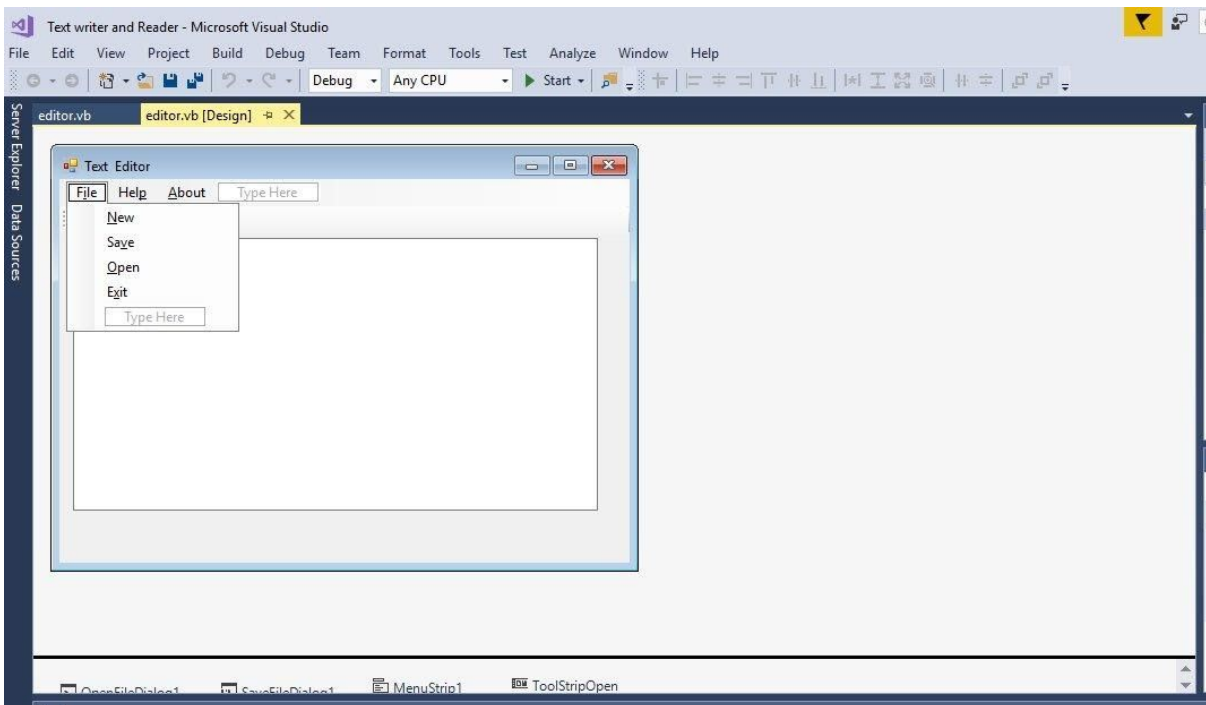 Text writer and Reader - Microsoft Visual Studio
File Edit View Project Build Debug Team Format Tools Test Analyze Window Help
Debug Any CPU Start
Server Explorer
Data Sources
editor.vb editor.vb [Design]
Text Editor
File Help About Type Here
New
Save
Open
Exit
Type Here
OpenFileDialog1 SaveFileDialog1 MenuStrip1 ToolStripOpen